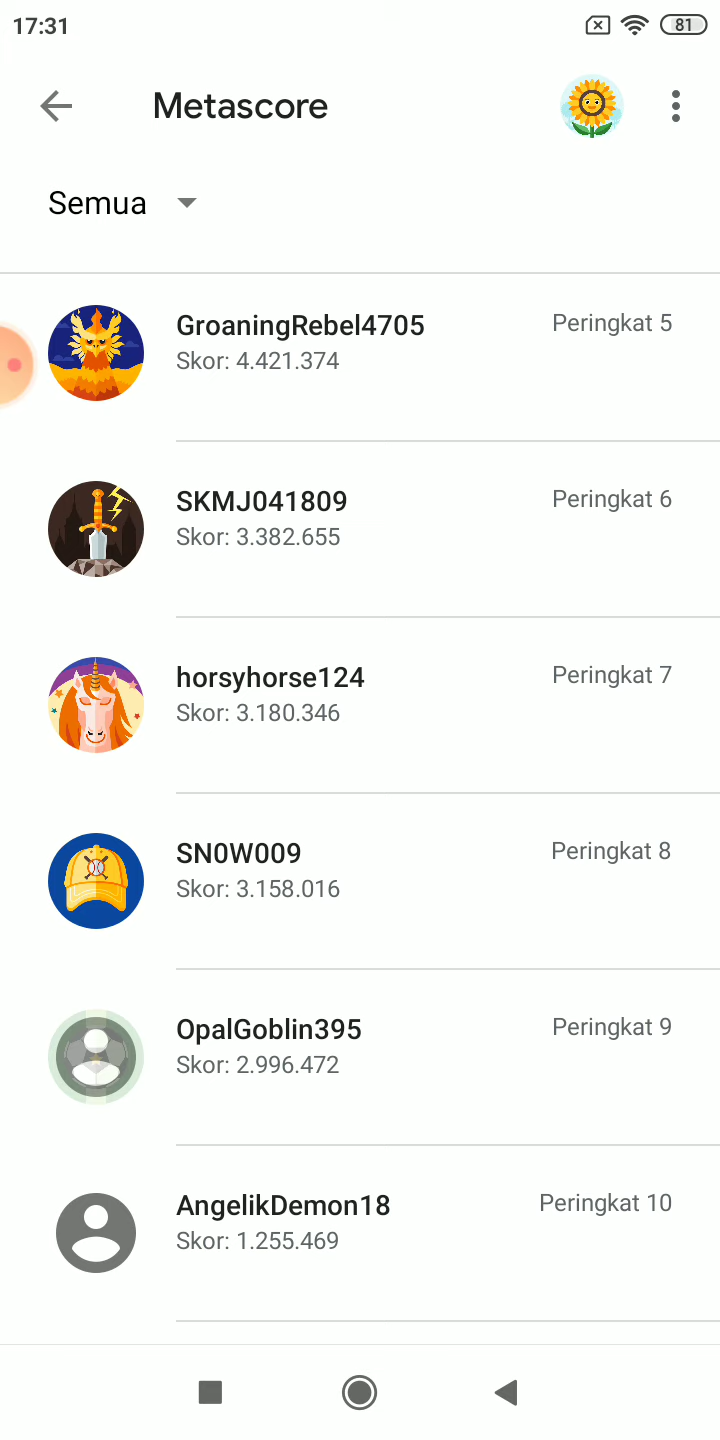 17:31
81
Metascore
Semua
GroaningRebel4705
Peringkat 5
Skor: 4.421.374
SKMJ041809
Peringkat 6
Skor: 3.382.655
horsyhorse124
Peringkat 7
Skor: 3.180.346
SN0W009
Peringkat 8
Skor: 3.158.016
OpalGoblin395
Peringkat 9
Skor: 2.996.472
AngelikDemon18
Peringkat 10
Skor: 1.255.469